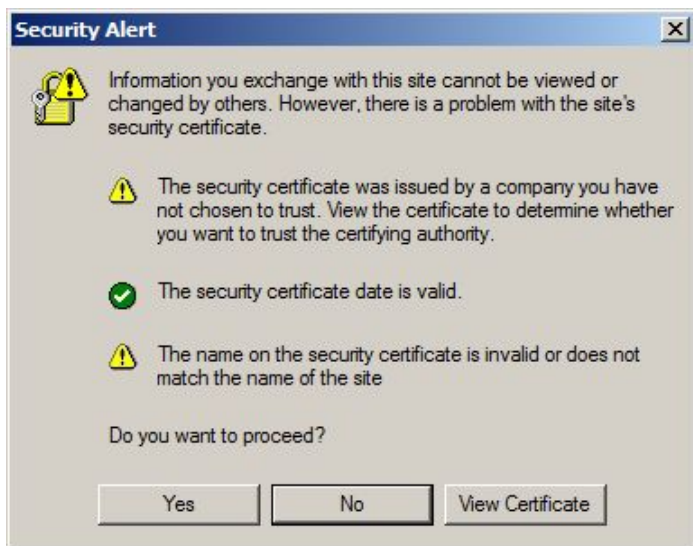 Security Alert
Information you exchange with this site cannot be viewed or
changed by others. However, there is a problem with the site's
security certificate.
The security certificate was issued by a company you have
not chosen to trust. View the certificate to determine whether
you want to trust the certifying authority.
The security certificate date is valid.
The name on the security certificate is invalid or does not
match the name of the site
Do you want to proceed?
Yes No View Certificate